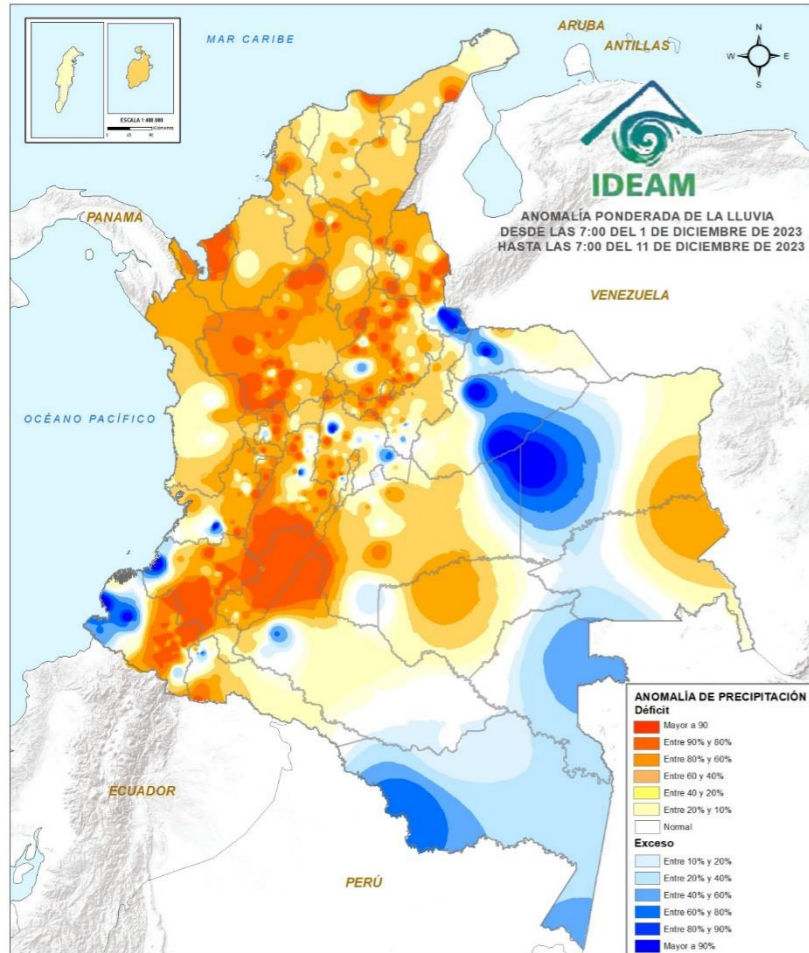 MAR CARIBE
ARUBA
ANTILLAS
N
W
E
S
ESCALA 1:400 000
IDEAM
ANOMALÍA PONDERADA DE LA LLUVIA
DESDE LAS 7:00 DEL 1 DE DICIEMBRE DE 2023
HASTA LAS 7:00 DEL 11 DE DICIEMBRE DE 2023
PANAMÁ
VENEZUELA
OCÉANO PACÍFICO
ECUADOR
PERÚ
ANOMALÍA DE PRECIPITACIÓN
Déficit
Mayor a 90
Entre 90% y 80%
Entre 80% y 60%
Entre 60 y 40%
Entre 40 y 20%
Entre 20% y 10%
Normal
Exceso
Entre 10% y 20%
Entre 20% y 40%
Entre 40% y 60%
Entre 60% y 80%
Entre 80% y 90%
Mayor a 90%